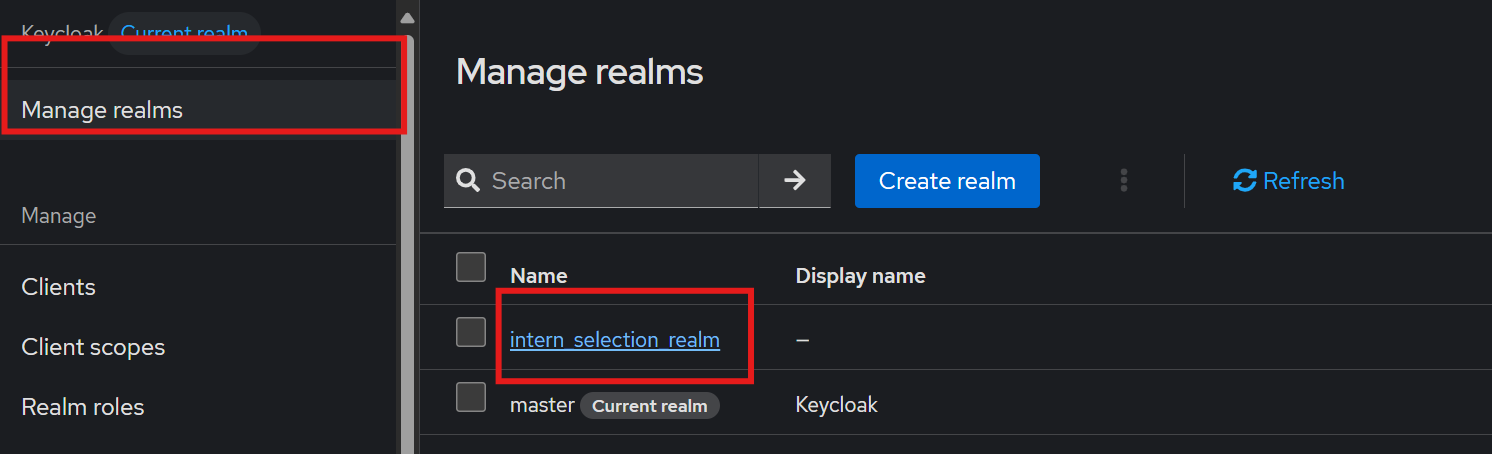 Keycloak Current realm
Manage realms
Manage
Clients
Client scopes
Realm roles
Manage realms
Search
Create realm
Refresh
Name Display name
intern_selection_realm –
master Current realm Keycloak